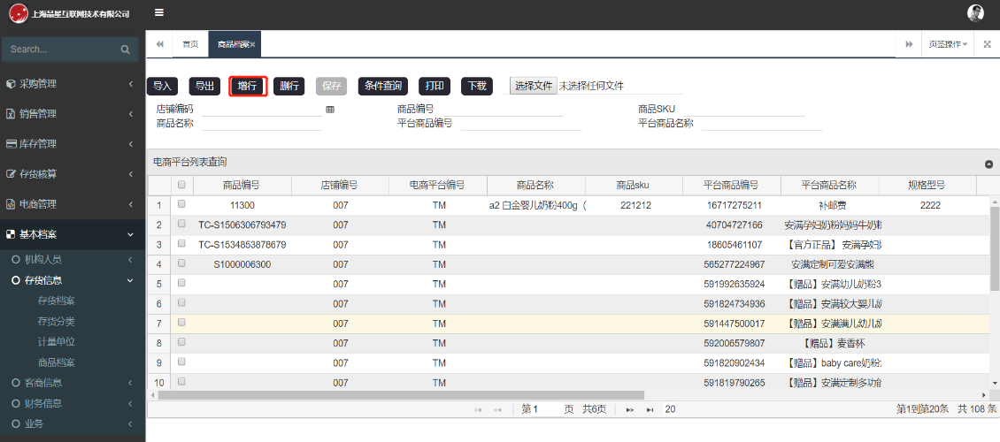 上海品星互联网技术有限公司
Search...
采购管理
销售管理
库存管理
存货核算
电商管理
基本档案
机构人员
存货信息
存货档案
存货分类
计量单位
商品档案
客商信息
财务信息
业务
首页 商品档案 页签操作
导入 导出 增行 删行 保存 条件查询 打印 下载 选择文件 未选择任何文件
店铺编码 商品编号 商品SKU
商品名称 平台商品编号 平台商品名称
电商平台列表查询
商品编号 店铺编号 电商平台编号 商品名称 商品sku 平台商品编号 平台商品名称 规格型号
1 11300 007 TM a2 白金婴儿奶粉400g（ 221212 16717275211 补邮费 2222
2 TC-S1506306793479 007 TM 40704727166 安满孕妇奶粉妈妈牛奶粉
3 TC-S1534853878679 007 TM 18605461107 【官方正品】 安满孕妇
4 S1000006300 007 TM 565277224967 安满定制可爱安满熊
5 007 TM 591992635924 【赠品】安满幼儿奶粉3
6 007 TM 591824734936 【赠品】安满较大婴儿奶
7 007 TM 591447500017 【赠品】安满满儿幼儿奶
8 007 TM 592006579807 【赠品】麦香杯
9 007 TM 591820902434 【赠品】baby care奶粉
10 007 TM 591819790265 【赠品】安满定制多功能
第 1 页 共6页 20 第1到第20条 共 108 条